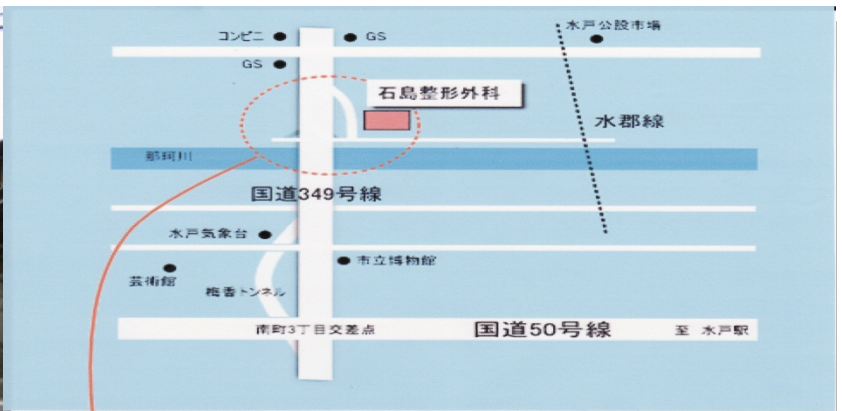 水戸公設市場
コンビニ
GS
GS
石島整形外科
水郡線
那珂川
国道349号線
水戸気象台
市立博物館
芸術館
梅香トンネル
南町3丁目交差点
国道50号線
至 水戸駅